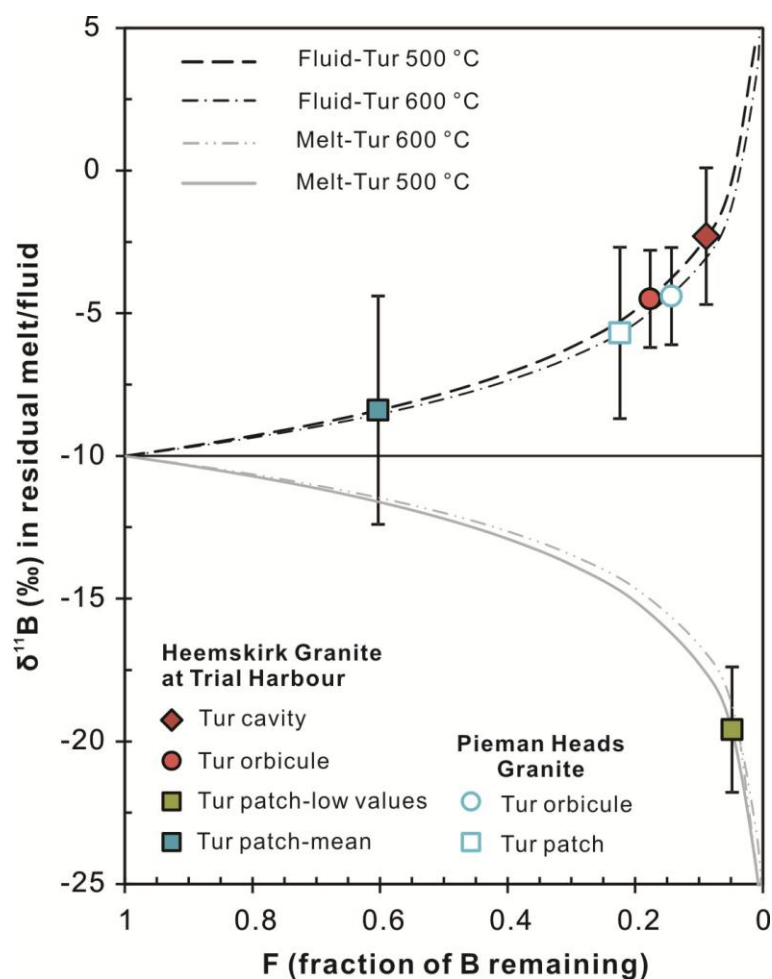 5
0
-5
-10
-15
-20
-25
δ¹¹B (‰) in residual melt/fluid
Fluid-Tur 500 °C
Fluid-Tur 600 °C
Melt-Tur 600 °C
Melt-Tur 500 °C
Heemskirk Granite
at Trial Harbour
Tur cavity
Tur orbicule
Tur patch-low values
Tur patch-mean
Pieman Heads
Granite
Tur orbicule
Tur patch
1 0.8 0.6 0.4 0.2 0
F (fraction of B remaining)